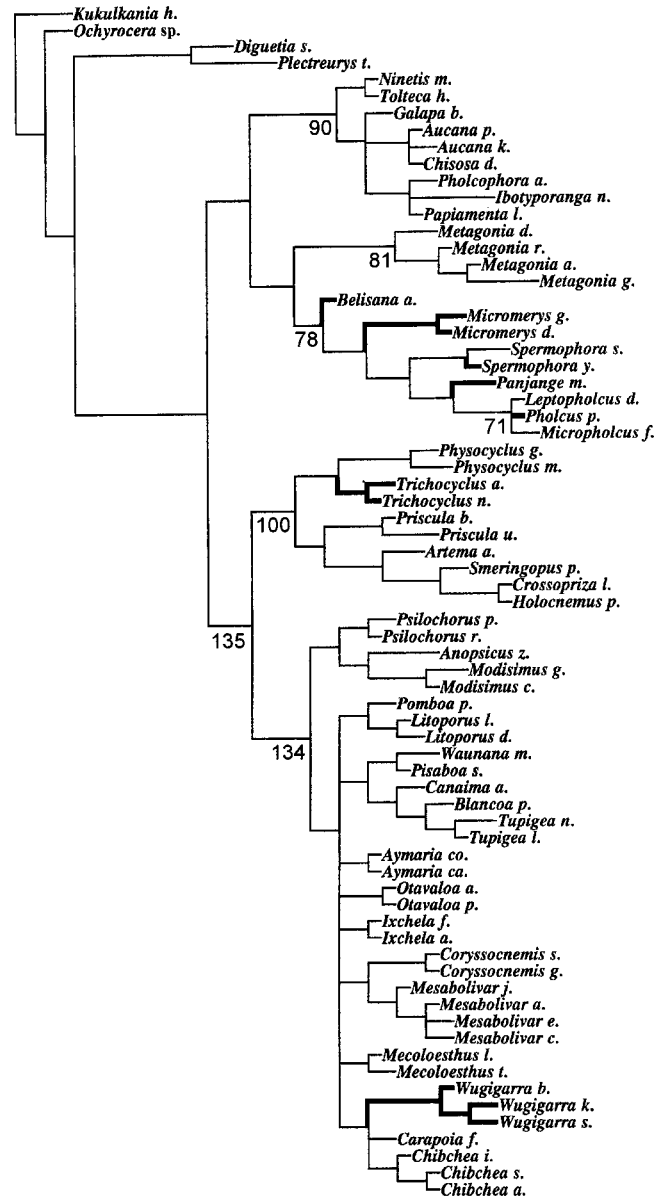 Kukulkania h.
Ochyrocera sp.
Diguetia s.
Plectreurys t.
Ninetis m.
Tolteca h.
Galapa b.
90
Aucana p.
Aucana k.
Chisosa d.
Pholcophora a.
Ibotyporanga n.
Papiamenta l.
Metagonia d.
Metagonia r.
81
Metagonia a.
Metagonia g.
Belisana a.
Micromerys g.
Micromerys d.
78
Spermophora s.
Spermophora y.
Panjange m.
Leptopholcus d.
Pholcus p.
71
Micropholcus f.
Physocyclus g.
Physocyclus m.
Trichocyclus a.
Trichocyclus n.
Priscula b.
100
Priscula u.
Artema a.
Smeringopus p.
Crossopriza l.
Holocnemus p.
Psilochorus p.
Psilochorus r.
135
Anopsicus z.
Modisimus g.
Modisimus c.
Pomboa p.
Litoporus l.
Litoporus d.
134
Waunana m.
Pisaboa s.
Canaima a.
Blancoa p.
Tupigea n.
Tupigea l.
Aymaria co.
Aymaria ca.
Otavaloa a.
Otavaloa p.
Ixchela f.
Ixchela a.
Coryssocnemis s.
Coryssocnemis g.
Mesabolivar j.
Mesabolivar a.
Mesabolivar e.
Mesabolivar c.
Mecoloesthus l.
Mecoloesthus t.
Wugigarra b.
Wugigarra k.
Wugigarra s.
Carapoia f.
Chibchea i.
Chibchea s.
Chibchea a.